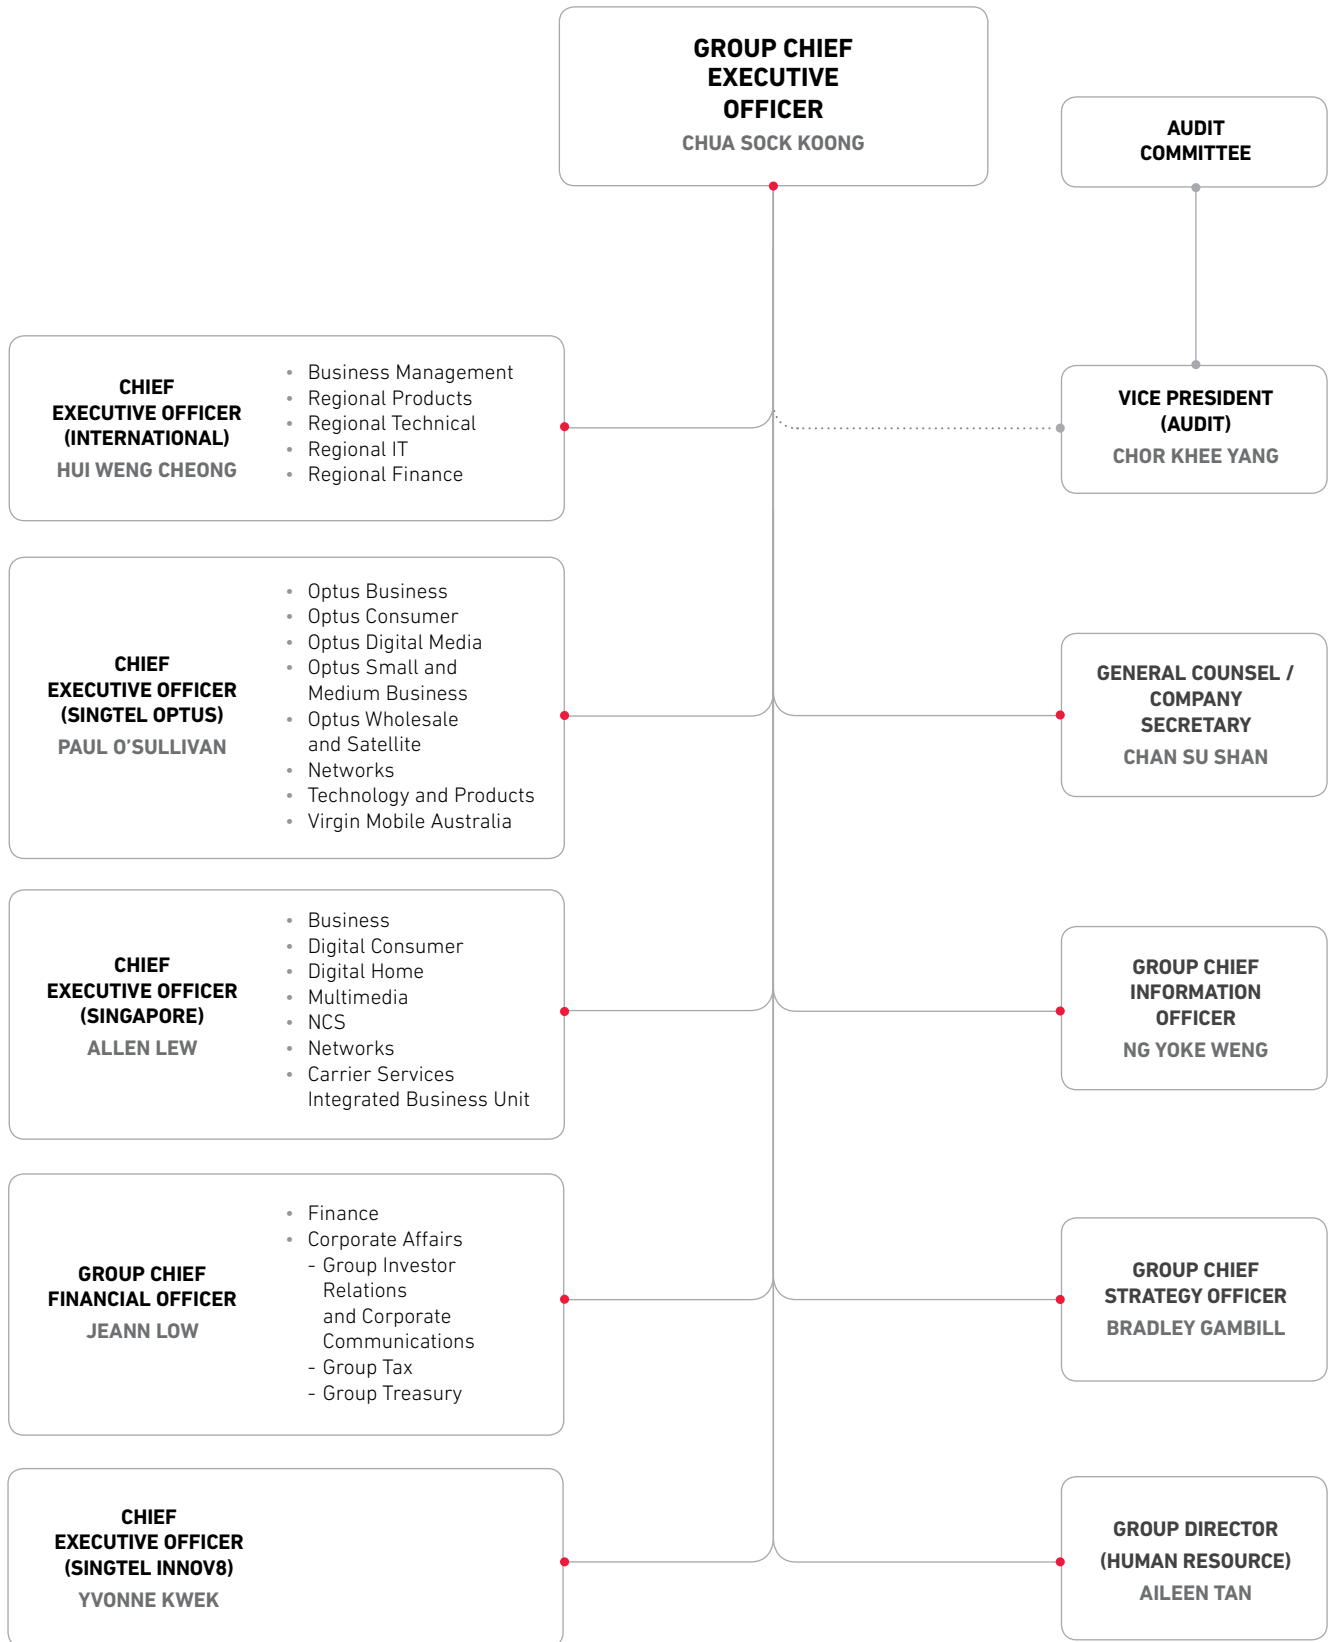 GROUP CHIEF
EXECUTIVE
OFFICER
CHUA SOCK KOONG
AUDIT
COMMITTEE
CHIEF
EXECUTIVE OFFICER
(INTERNATIONAL)
HUI WENG CHEONG
• Business Management
• Regional Products
• Regional Technical
• Regional IT
• Regional Finance
VICE PRESIDENT
(AUDIT)
CHOR KHEE YANG
CHIEF
EXECUTIVE OFFICER
(SINGTEL OPTUS)
PAUL O'SULLIVAN
• Optus Business
• Optus Consumer
• Optus Digital Media
• Optus Small and
Medium Business
• Optus Wholesale
and Satellite
• Networks
• Technology and Products
• Virgin Mobile Australia
GENERAL COUNSEL /
COMPANY
SECRETARY
CHAN SU SHAN
CHIEF
EXECUTIVE OFFICER
(SINGAPORE)
ALLEN LEW
• Business
• Digital Consumer
• Digital Home
• Multimedia
• NCS
• Networks
• Carrier Services
Integrated Business Unit
GROUP CHIEF
INFORMATION
OFFICER
NG YOKE WENG
GROUP CHIEF
FINANCIAL OFFICER
JEANN LOW
• Finance
• Corporate Affairs
- Group Investor
Relations
and Corporate
Communications
- Group Tax
- Group Treasury
GROUP CHIEF
STRATEGY OFFICER
BRADLEY GAMBILL
CHIEF
EXECUTIVE OFFICER
(SINGTEL INNOV8)
YVONNE KWEK
GROUP DIRECTOR
(HUMAN RESOURCE)
AILEEN TAN